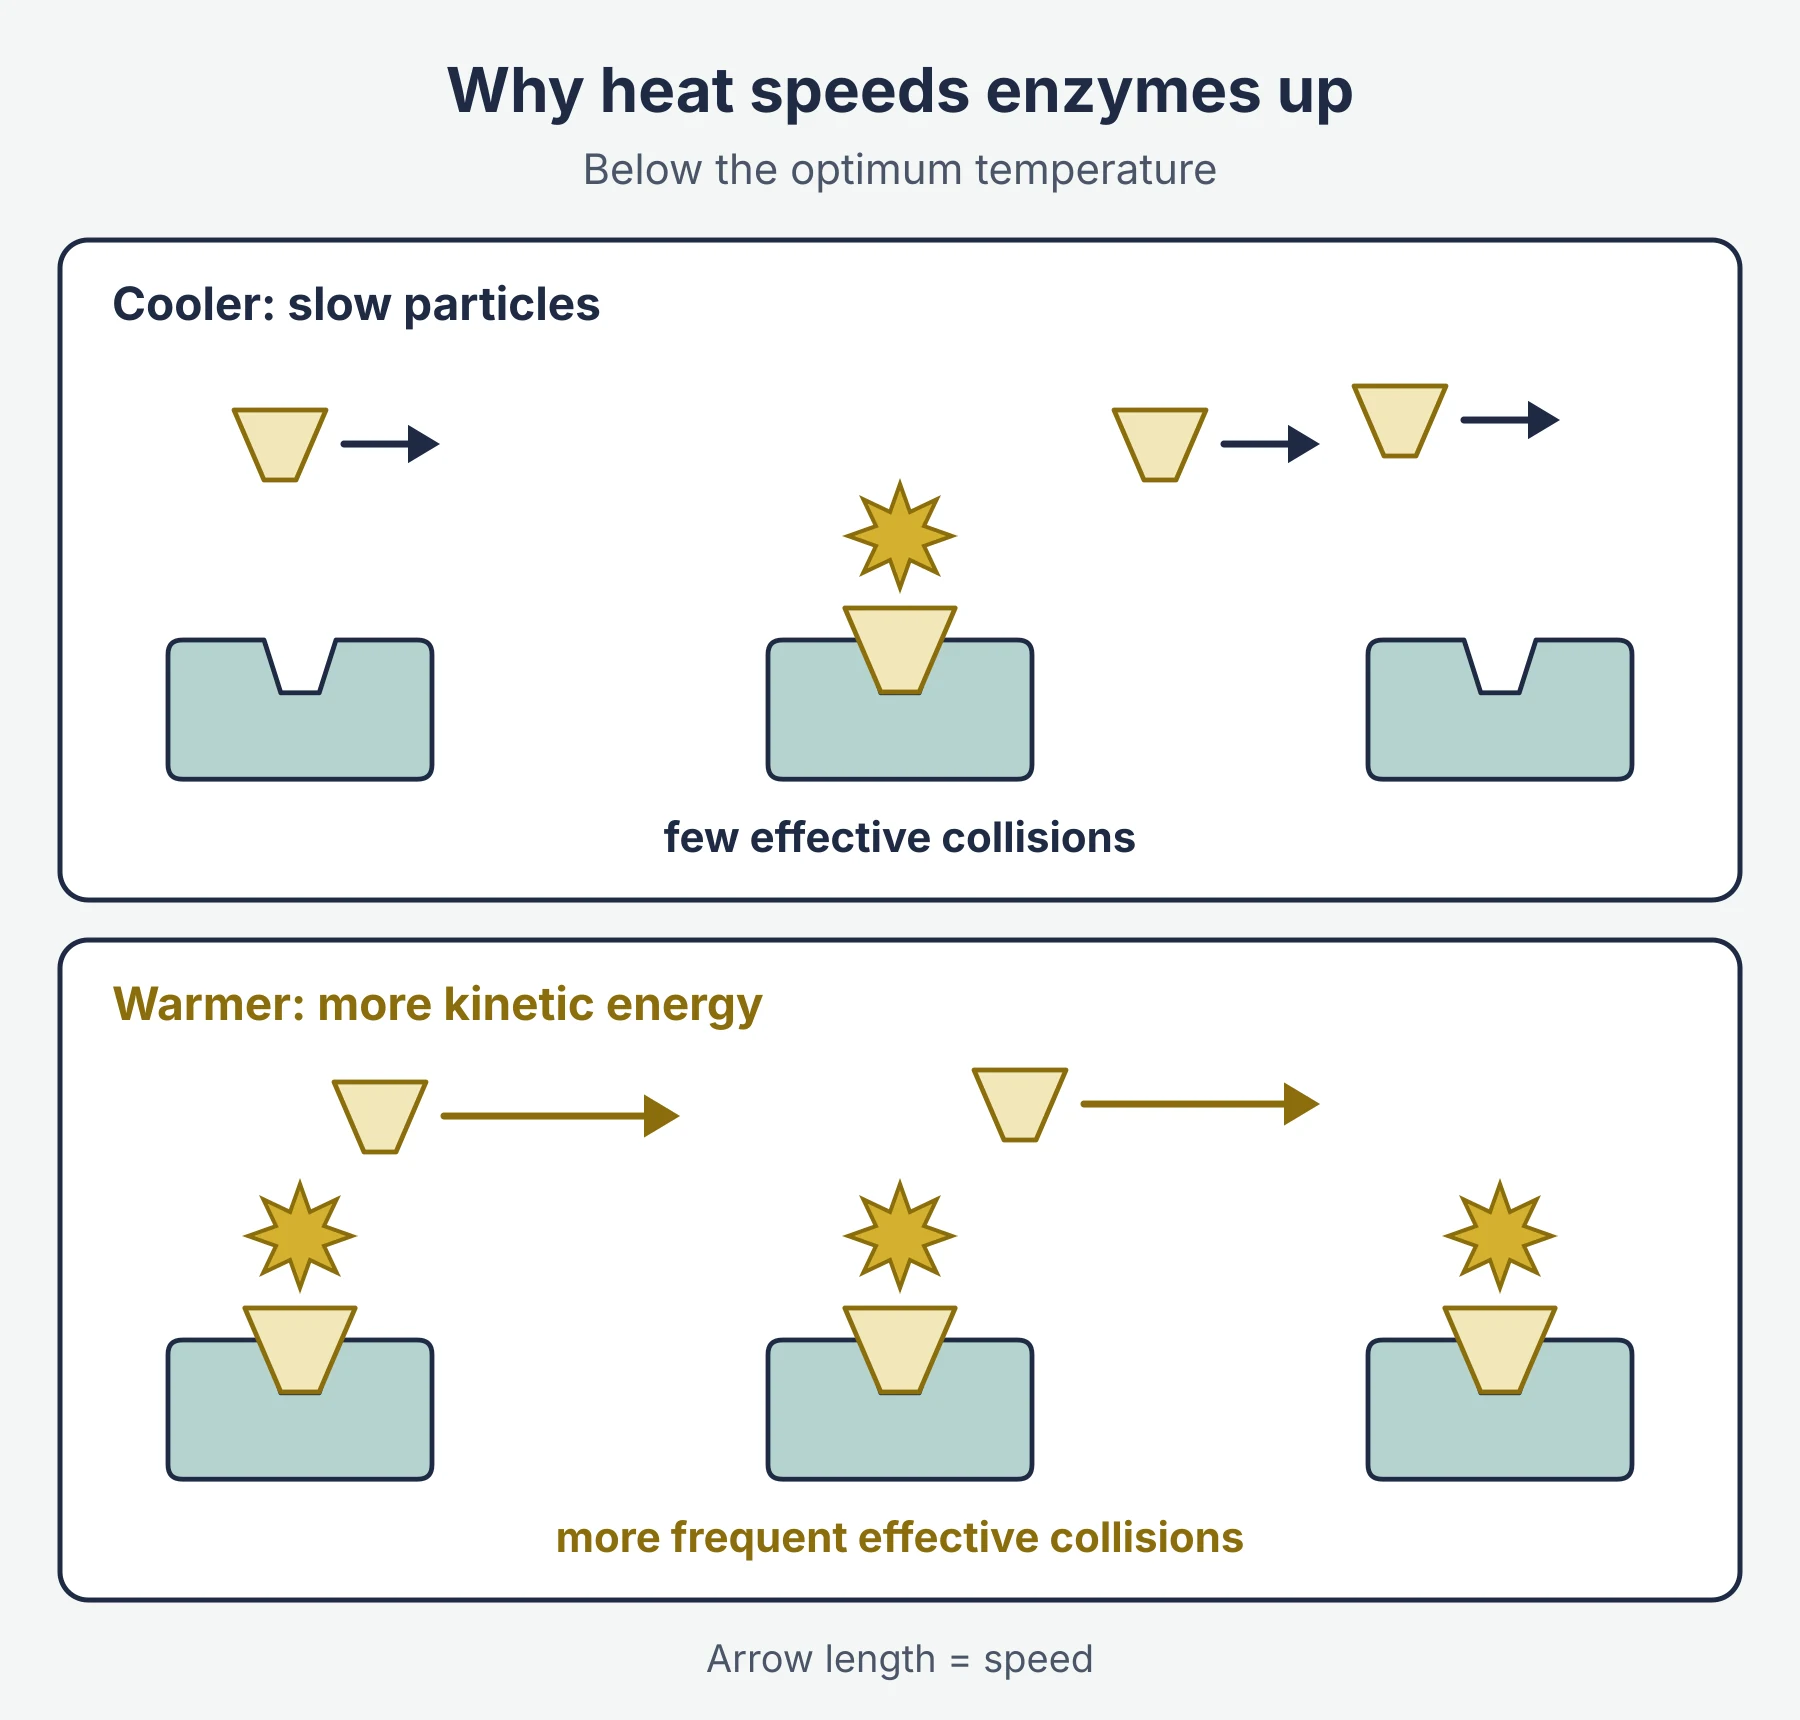 Why heat speeds enzymes up
Below the optimum temperature
Cooler: slow particles
few effective collisions
Warmer: more kinetic energy
more frequent effective collisions
Arrow length = speed